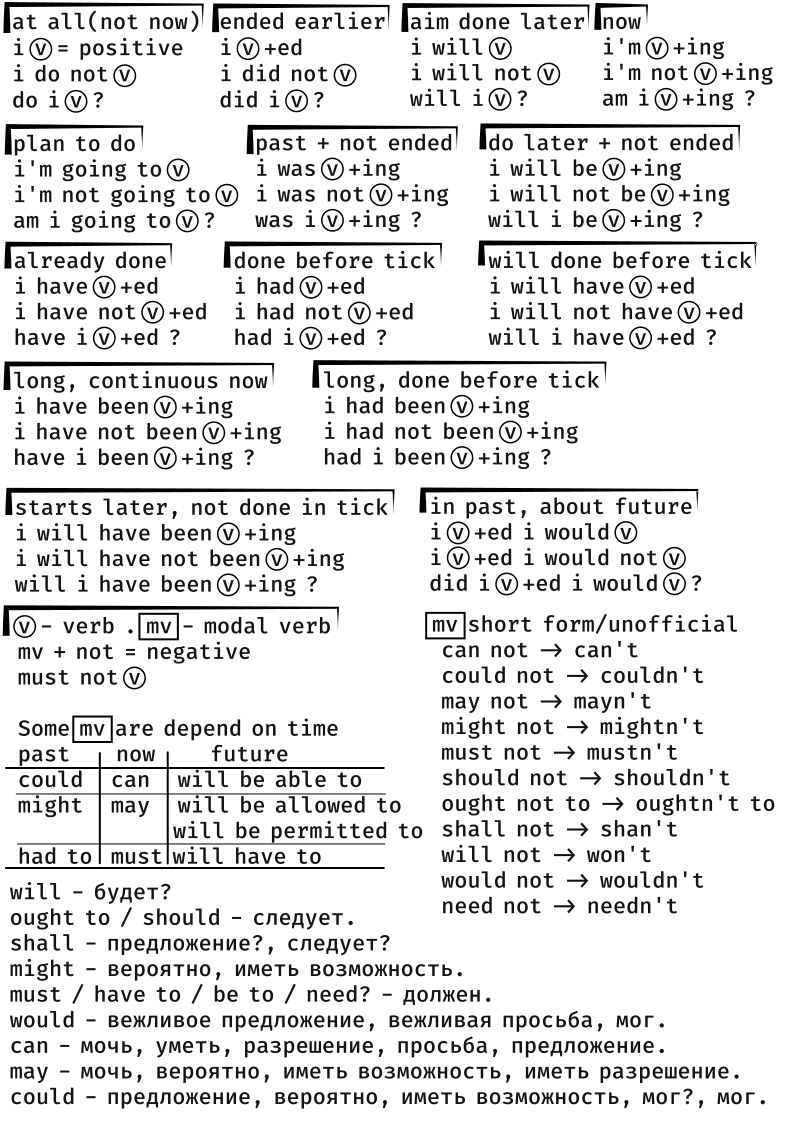 at all(not now)
i ⓥ = positive
i do not ⓥ
do i ⓥ ?
ended earlier
i ⓥ +ed
i did not ⓥ
did i ⓥ ?
aim done later
i will ⓥ
i will not ⓥ
will i ⓥ ?
now
i'm ⓥ +ing
i'm not ⓥ +ing
am i ⓥ +ing ?
plan to do
i'm going to ⓥ
i'm not going to ⓥ
am i going to ⓥ ?
past + not ended
i was ⓥ +ing
i was not ⓥ +ing
was i ⓥ +ing ?
do later + not ended
i will be ⓥ +ing
i will not be ⓥ +ing
will i be ⓥ +ing ?
already done
i have ⓥ +ed
i have not ⓥ +ed
have i ⓥ +ed ?
done before tick
i had ⓥ +ed
i had not ⓥ +ed
had i ⓥ +ed ?
will done before tick
i will have ⓥ +ed
i will not have ⓥ +ed
will i have ⓥ +ed ?
long, continuous now
i have been ⓥ +ing
i have not been ⓥ +ing
have i been ⓥ +ing ?
long, done before tick
i had been ⓥ +ing
i had not been ⓥ +ing
had i been ⓥ +ing ?
starts later, not done in tick
i will have been ⓥ +ing
i will have not been ⓥ +ing
will i have been ⓥ +ing ?
in past, about future
i ⓥ +ed i would ⓥ
i ⓥ +ed i would not ⓥ
did i ⓥ +ed i would ⓥ ?
ⓥ - verb . mv - modal verb
mv + not = negative
must not ⓥ
Some mv are depend on time
past now future
could can will be able to
might may will be allowed to
will be permitted to
had to must will have to
mv short form/unofficial
can not → can't
could not → couldn't
may not → mayn't
might not → mightn't
must not → mustn't
should not → shouldn't
ought not to → oughtn't to
shall not → shan't
will not → won't
would not → wouldn't
need not → needn't
will - будет?
ought to / should - следует.
shall - предложение?, следует?
might - вероятно, иметь возможность.
must / have to / be to / need? - должен.
would - вежливое предложение, вежливая просьба, мог.
can - мочь, уметь, разрешение, просьба, предложение.
may - мочь, вероятно, иметь возможность, иметь разрешение.
could - предложение, вероятно, иметь возможность, мог?, мог.